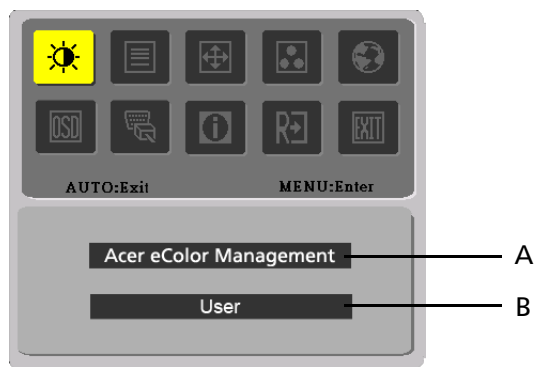 OSD i R EXIT
AUTO:Exit MENU:Enter
Acer eColor Management A
User B